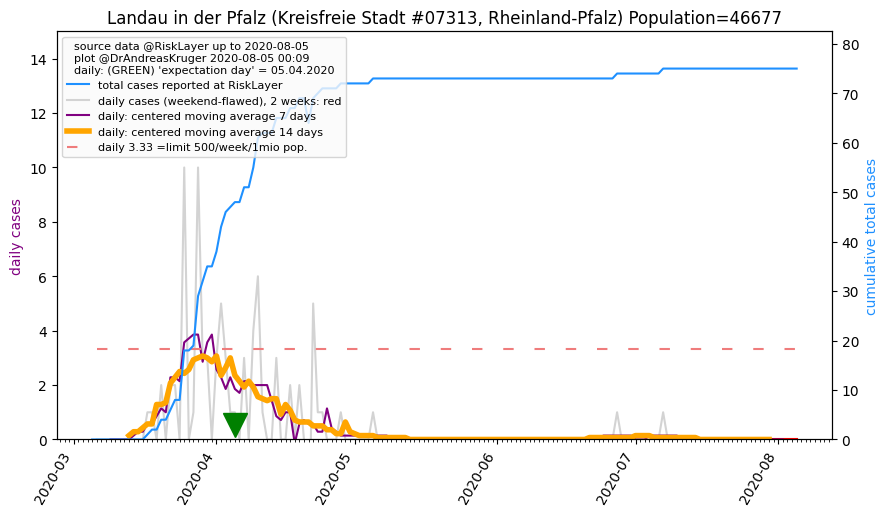 Landau in der Pfalz (Kreisfreie Stadt #07313, Rheinland-Pfalz) Population=46677
source data @RiskLayer up to 2020-08-05
plot @DrAndreasKruger 2020-08-05 00:09
daily: (GREEN) 'expectation day' = 05.04.2020
total cases reported at RiskLayer
daily cases (weekend-flawed), 2 weeks: red
daily: centered moving average 7 days
daily: centered moving average 14 days
daily 3.33 =limit 500/week/1mio pop.
daily cases
14
12
10
8
6
4
2
0
cumulative total cases
80
70
60
50
40
30
20
10
0
2020-03
2020-04
2020-05
2020-06
2020-07
2020-08